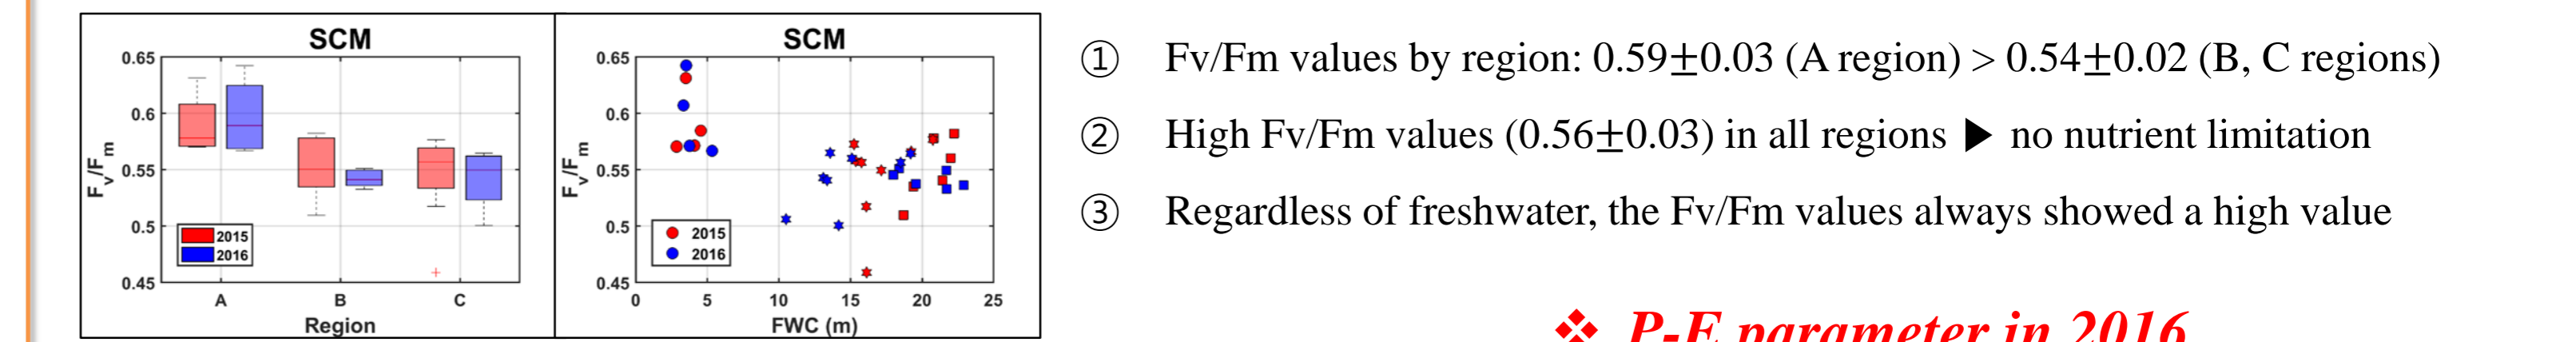 SCM
0.65
0.6
0.55
0.5
0.45
Fv/Fm
2015
2016
A B C
Region
SCM
0.65
0.6
0.55
0.5
0.45
Fv/Fm
2015
2016
0 5 10 15 20 25
FWC (m)
① Fv/Fm values by region: 0.59±0.03 (A region) > 0.54±0.02 (B, C regions)
② High Fv/Fm values (0.56±0.03) in all regions ▶ no nutrient limitation
③ Regardless of freshwater, the Fv/Fm values always showed a high value
❖ P-E parameter in 2016